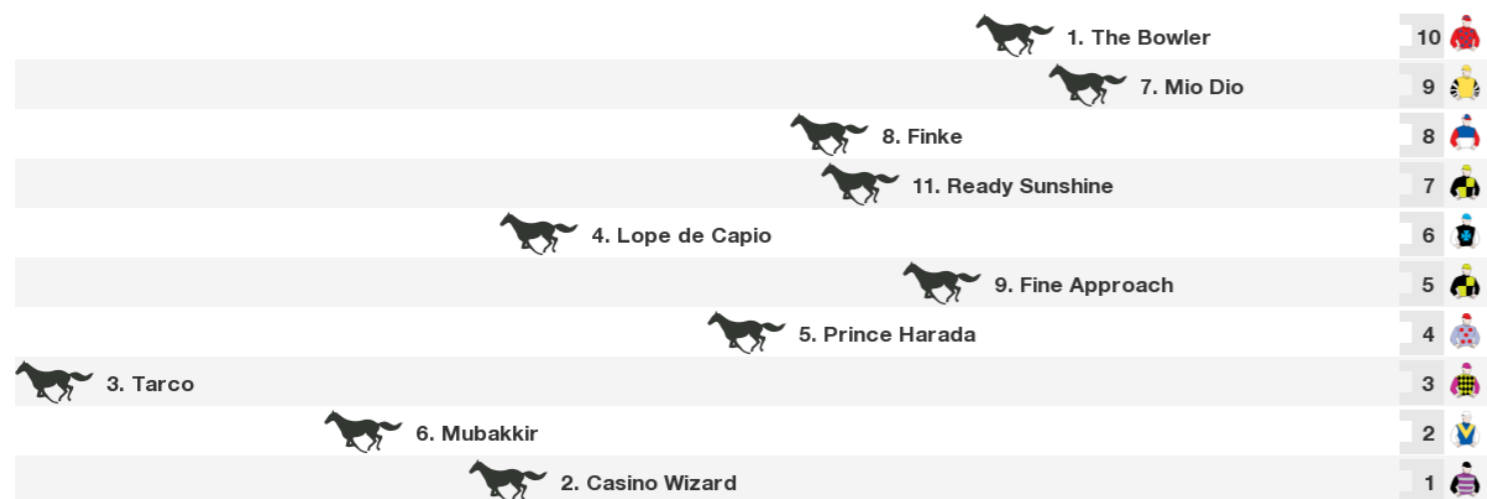 1. The Bowler 10
7. Mio Dio 9
8. Finke 8
11. Ready Sunshine 7
4. Lope de Capio 6
9. Fine Approach 5
5. Prince Harada 4
3. Tarco 3
6. Mubakkir 2
2. Casino Wizard 1